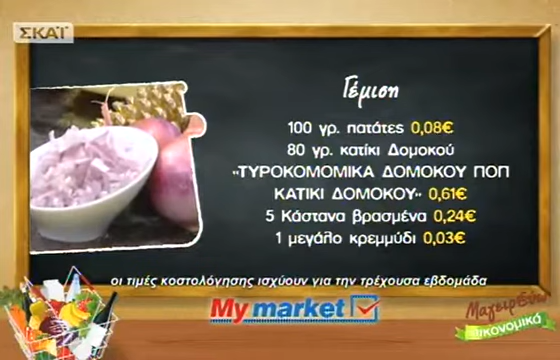 ΣΚΑΪ
Γέμιση
100 γρ. πατάτες 0,08€
80 γρ. κατίκι Δομοκού
"ΤΥΡΟΚΟΜΟΜΙΚΑ ΔΟΜΟΚΟΥ ΠΟΠ
ΚΑΤΙΚΙ ΔΟΜΟΚΟΥ" 0,61€
5 Κάστανα βρασμένα 0,24€
1 μεγάλο κρεμμύδι 0,03€
οι τιμές κοστολόγησης ισχύουν για την τρέχουσα εβδομάδα
My market
Μαγειρεύω
οικονομικά